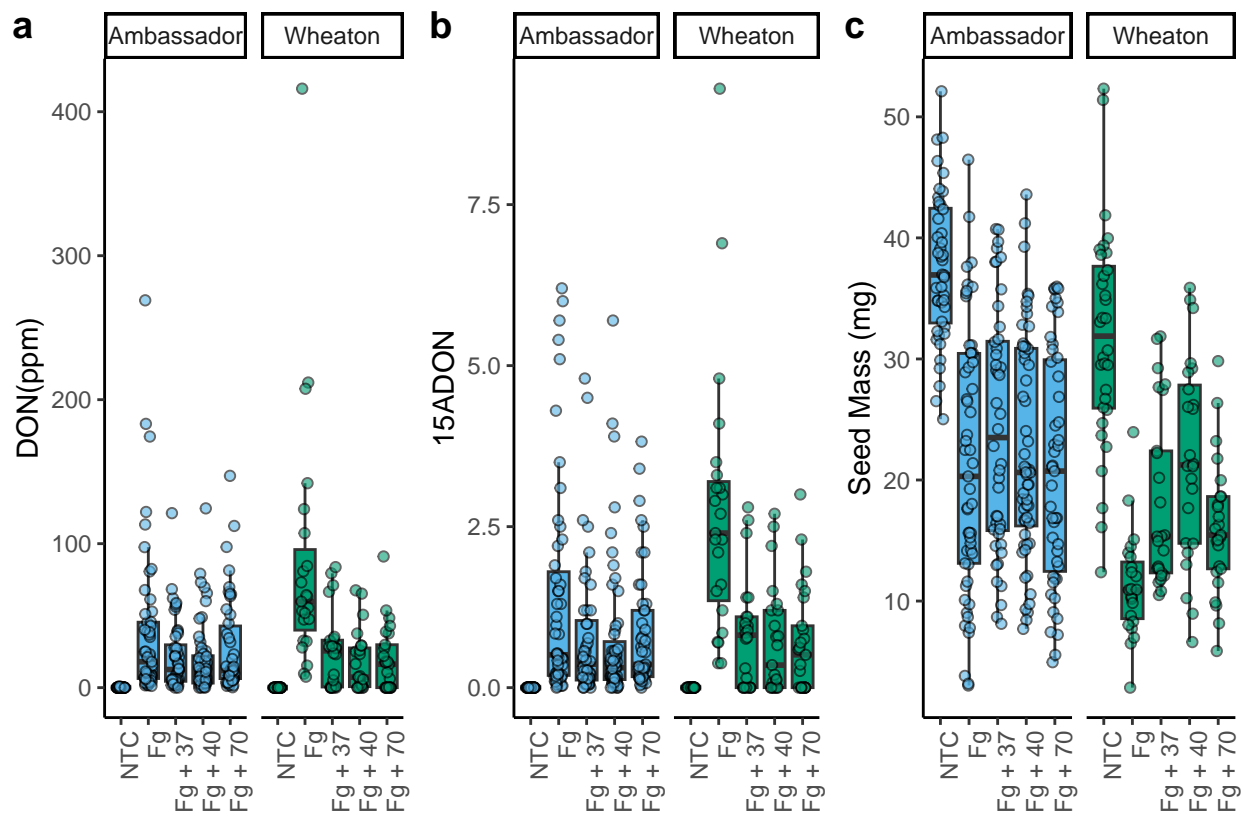 a
Ambassador
Wheaton
DON(ppm)
400
300
200
100
0
NTC
Fg
Fg + 37
Fg + 40
Fg + 70
NTC
Fg
Fg + 37
Fg + 40
Fg + 70
b
Ambassador
Wheaton
15ADON
7.5
5.0
2.5
0.0
NTC
Fg
Fg + 37
Fg + 40
Fg + 70
NTC
Fg
Fg + 37
Fg + 40
Fg + 70
c
Ambassador
Wheaton
Seed Mass (mg)
50
40
30
20
10
NTC
Fg
Fg + 37
Fg + 40
Fg + 70
NTC
Fg
Fg + 37
Fg + 40
Fg + 70